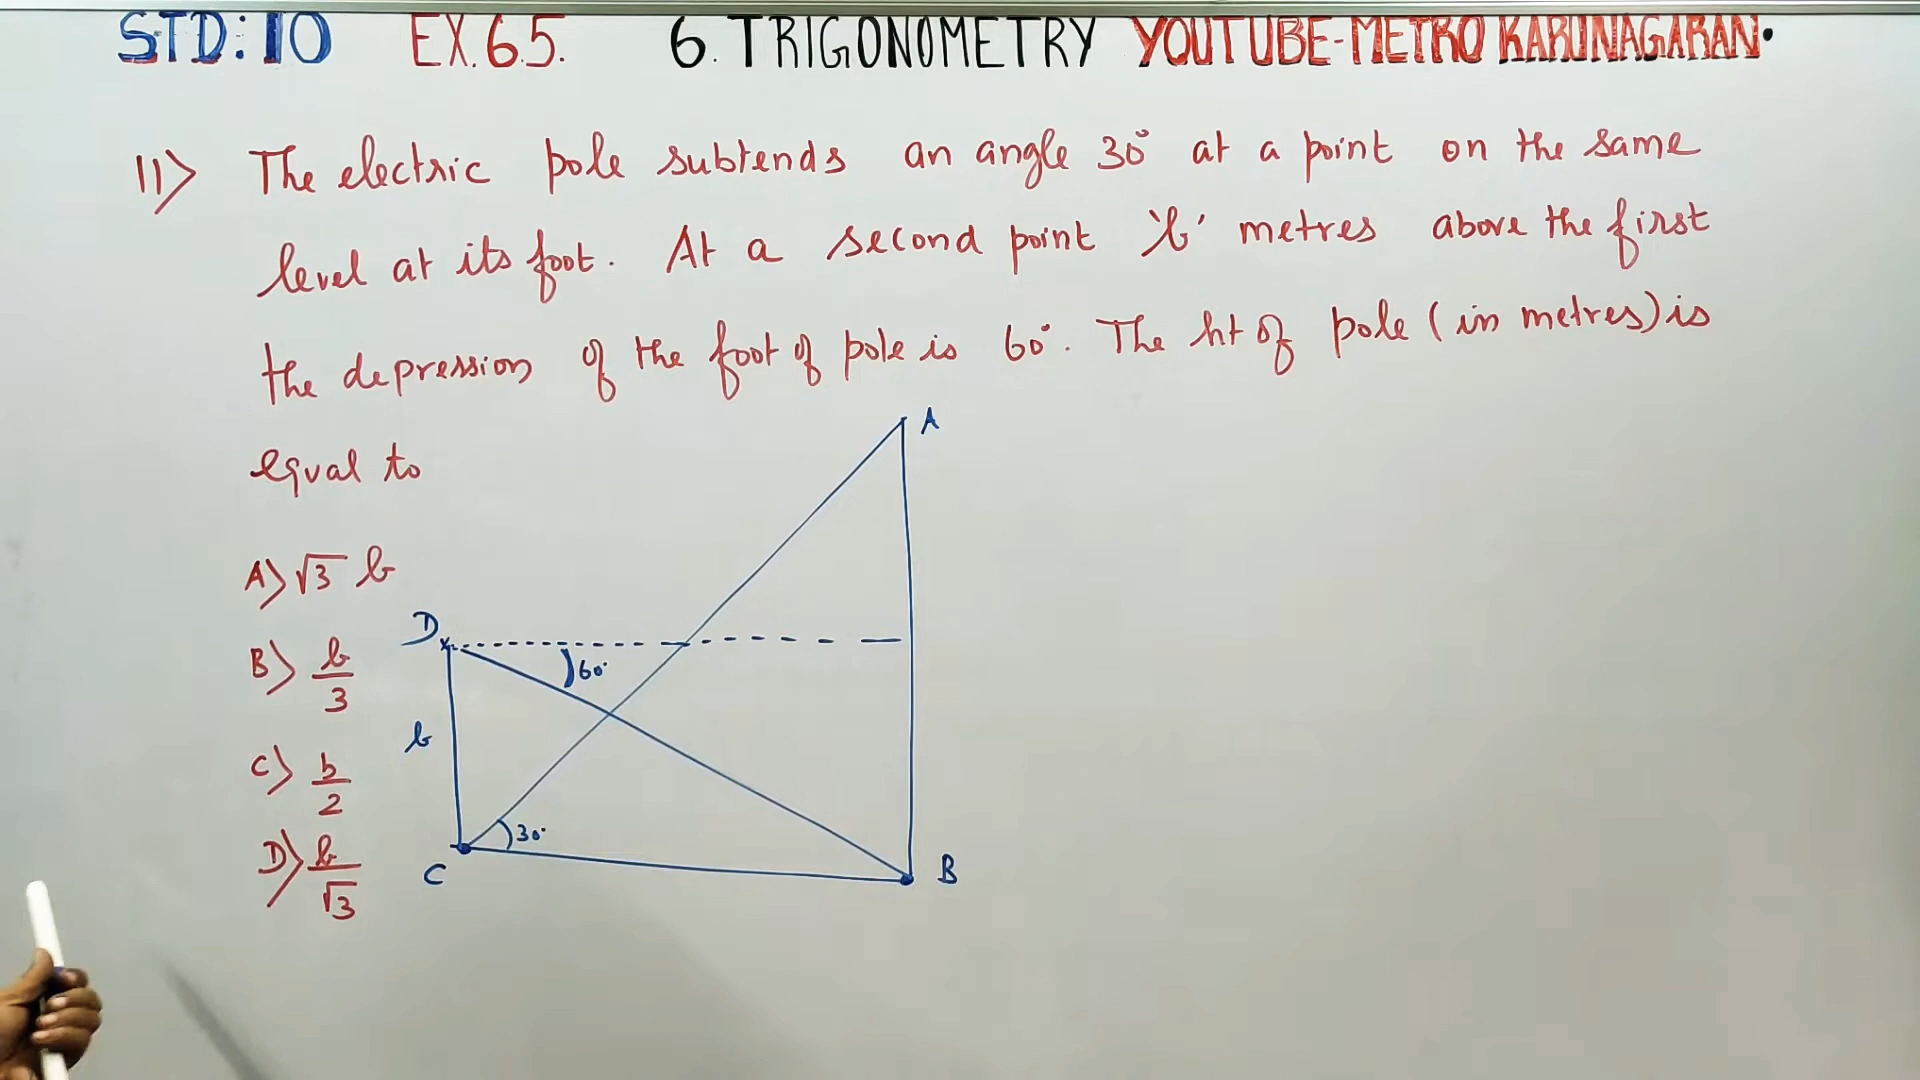 STD:10 EX.6.5. 6. TRIGONOMETRY YOUTUBE-METRO KARUNAGARAN.
11) The electric pole subtends an angle 30° at a point on the same
level at its foot. At a second point 'b' metres above the first
the depression of the foot of pole is 60°. The ht of pole (in metres) is
equal to
A) √3 b
B) b/3
C) b/2
D) b/√3
A
D
60°
b
30°
C
B